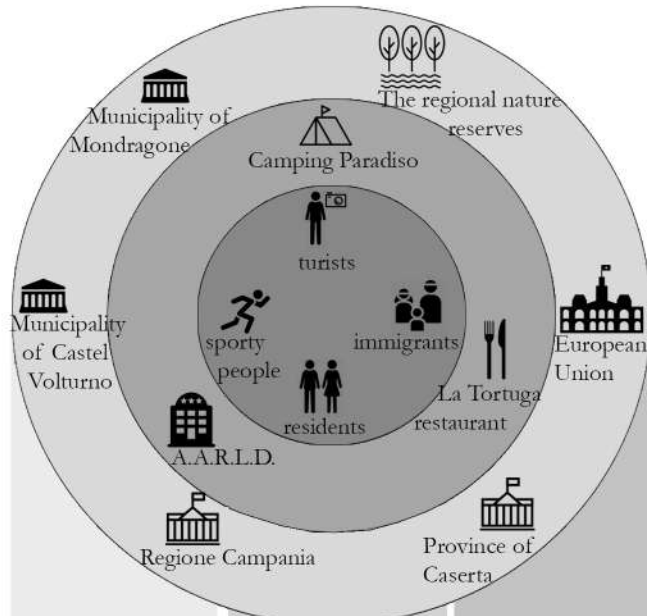 The regional nature
reserves
Municipality of
Mondragone
Camping Paradiso
turists
Municipality
of Castel
Volturno
sporty
people
immigrants
European
Union
La Tortuga
restaurant
residents
A.A.R.L.D.
Regione Campania
Province of
Caserta